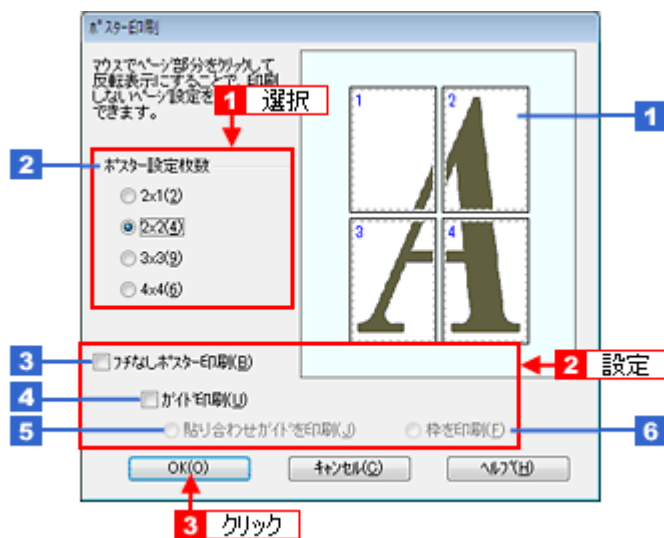 ポスター印刷
マウスでページ部分をクリックして
反転表示にすることで、印刷
しないページ設定を
できます。
1 選択
1
2
3
4
A
1
2
ポスター設定枚数
2x1(2)
2x2(4)
3x3(9)
4x4(6)
3
フチなしポスター印刷(B)
2 設定
4
ガイド印刷(U)
5
貼り合わせガイドを印刷(J)
枠を印刷(F)
6
OK(O)
キャンセル(C)
ヘルプ(H)
3 クリック